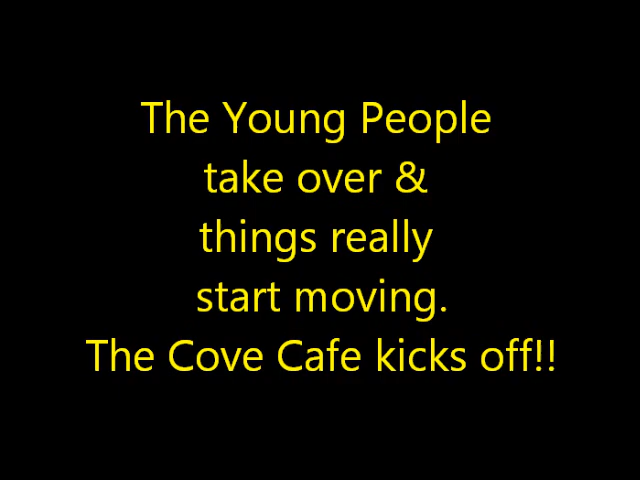 The Young People
take over &
things really
start moving.
The Cove Cafe kicks off!!